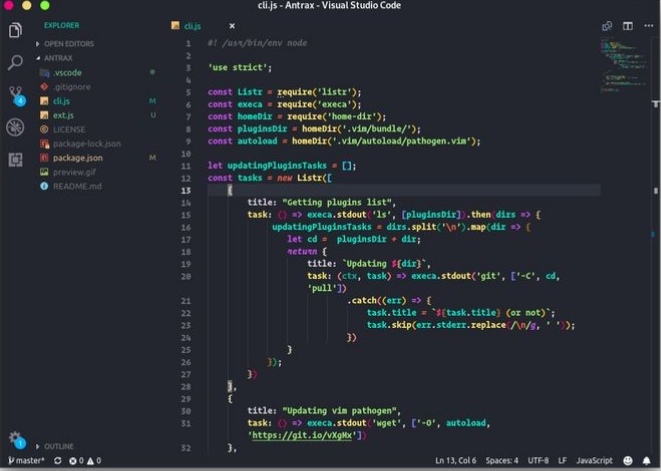 cli.js - Antrax - Visual Studio Code
EXPLORER
OPEN EDITORS
ANTRAX
.vscode
.gitignore
cli.js M
ext.js U
LICENSE
package-lock.json
package.json M
preview.gif
README.md
OUTLINE
4
1
cli.js
1 #! /usr/bin/env node
2
3 'use strict';
4
5 const Listr = require('listr');
6 const execa = require('execa');
7 const homeDir = require('home-dir');
8 const pluginsDir = homeDir('.vim/bundle/');
9 const autoload = homeDir('.vim/autoload/pathogen.vim');
10
11 let updatingPluginsTasks = [];
12 const tasks = new Listr([
13 {
14 title: "Getting plugins list",
15 task: () => execa.stdout('ls', [pluginsDir]).then(dirs => {
16 updatingPluginsTasks = dirs.split('\n').map(dir => {
17 let cd = pluginsDir + dir;
18 return {
19 title: `Updating ${dir}`,
20 task: (ctx, task) => execa.stdout('git', ['-C', cd,
'pull'])
21 .catch((err) => {
22 task.title = `${task.title} (or not)`;
23 task.skip(err.stderr.replace(/\n/g, ' '));
24 })
25 }
26 });
27 })
28 },
29 {
30 title: "Updating vim pathogen",
31 task: () => execa.stdout('wget', ['-O', autoload,
'https://git.io/vXgMx'])
32 },
master* 0 0 Ln 13, Col 6 Spaces: 4 UTF-8 LF JavaScript